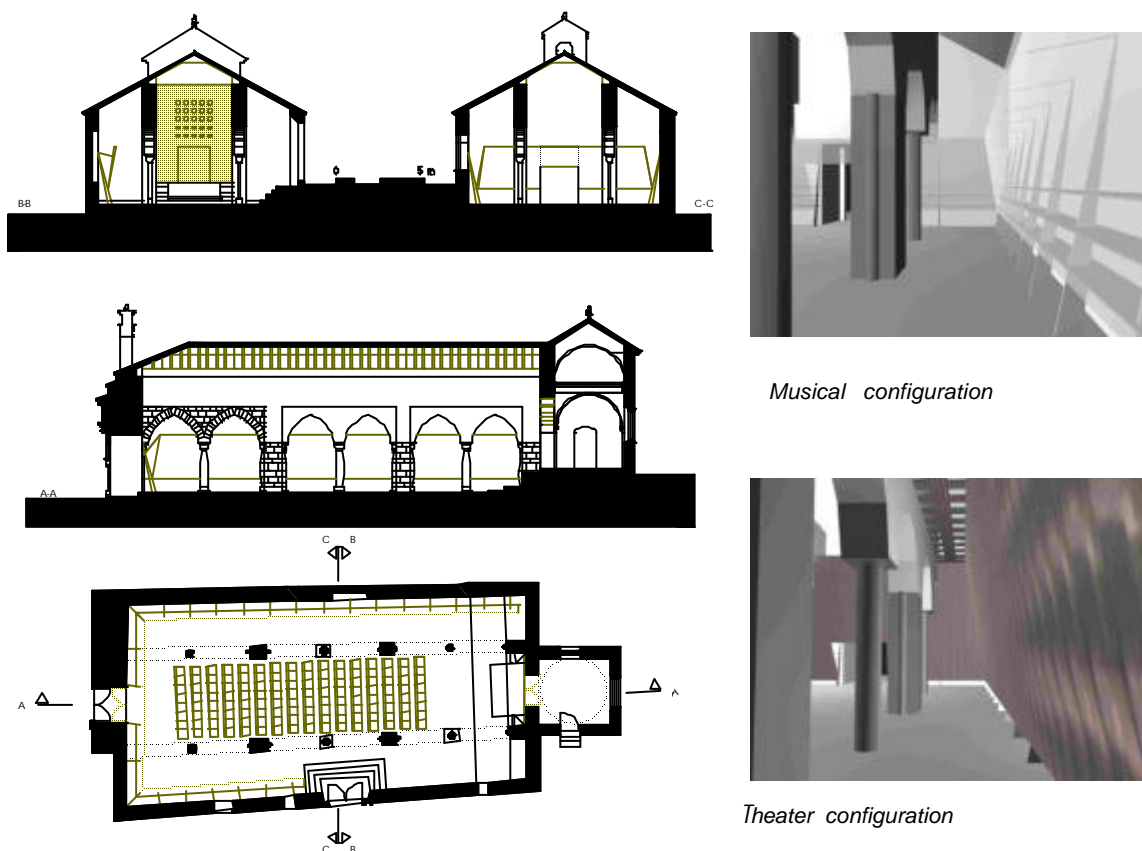 0 5 m
B-B
C-C
Musical configuration
A-A
C B
A
A
C B
Theater configuration